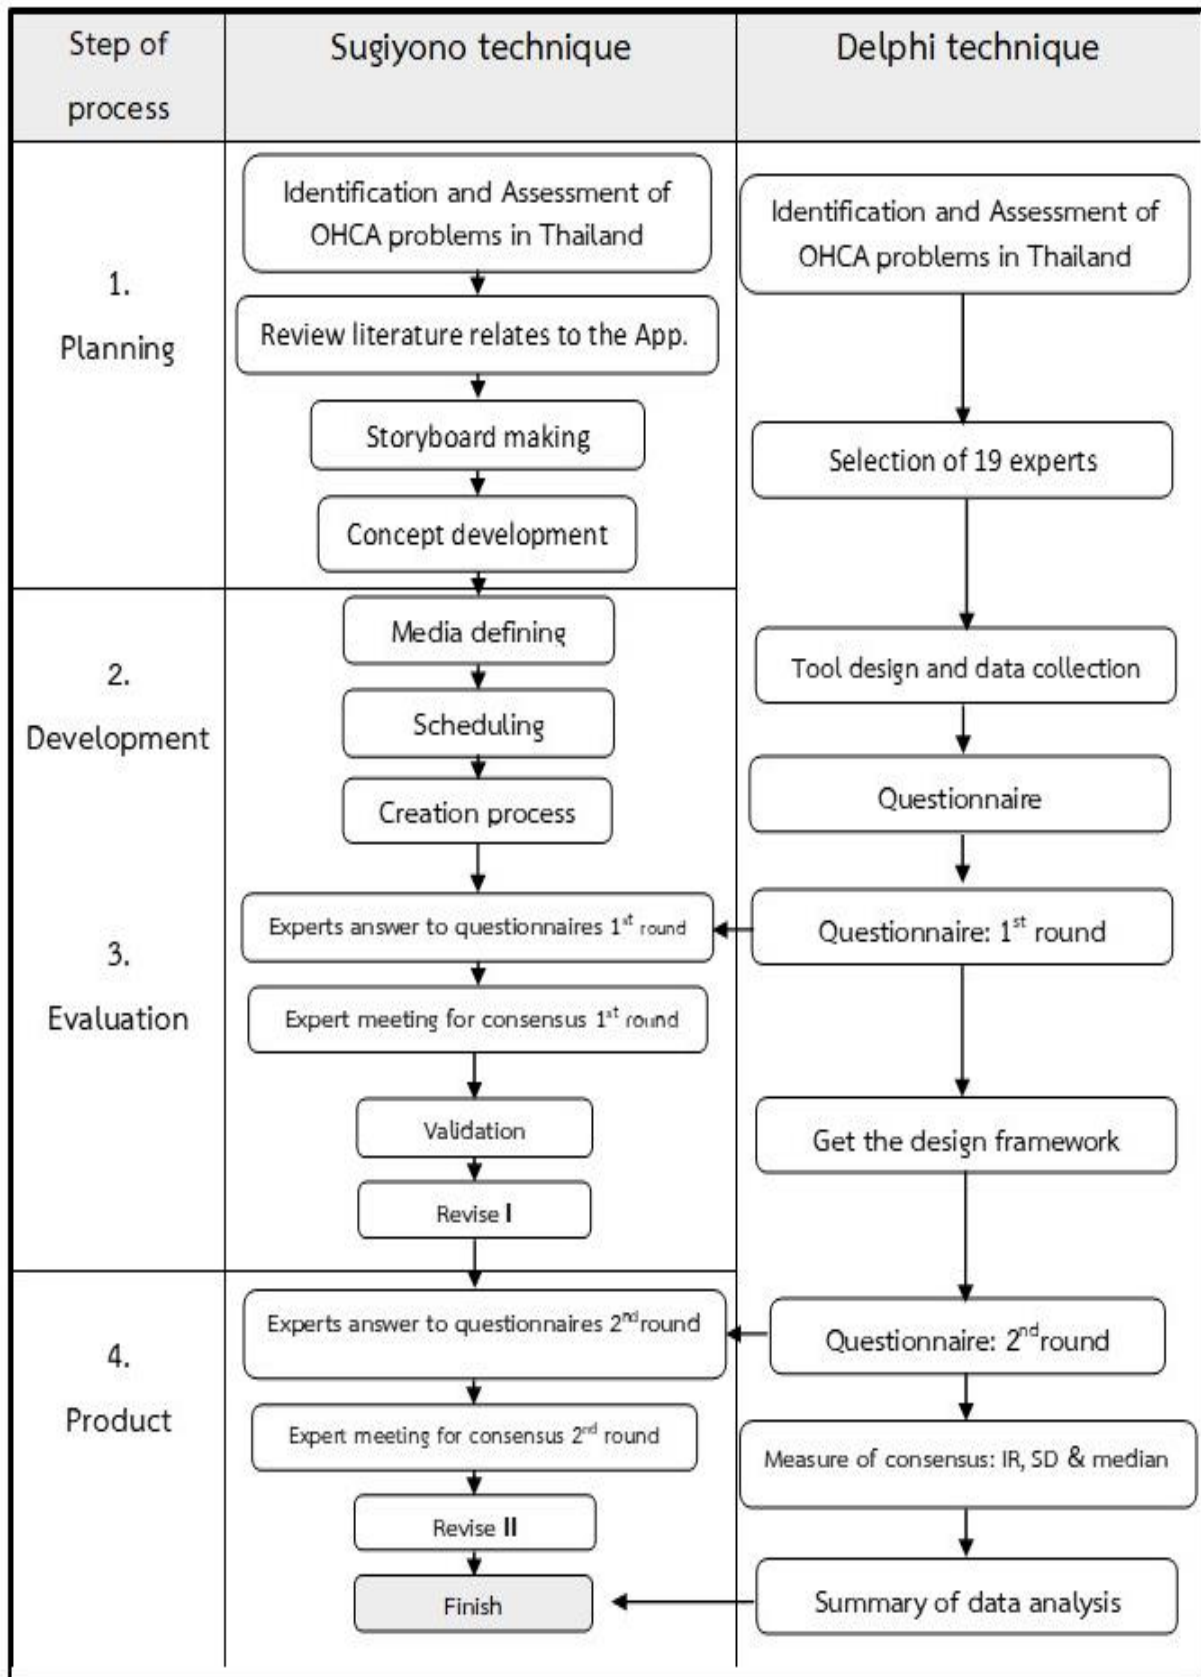 Step of
process
Sugiyono technique
Delphi technique
1.
Planning
Identification and Assessment of
OHCA problems in Thailand
Review literature relates to the App.
Storyboard making
Concept development
Identification and Assessment of
OHCA problems in Thailand
Selection of 19 experts
2.
Development
Media defining
Scheduling
Creation process
Tool design and data collection
Questionnaire
3.
Evaluation
Experts answer to questionnaires 1st round
Expert meeting for consensus 1st round
Validation
Revise I
Questionnaire: 1st round
Get the design framework
4.
Product
Experts answer to questionnaires 2nd round
Expert meeting for consensus 2nd round
Revise II
Finish
Questionnaire: 2nd round
Measure of consensus: IR, SD & median
Summary of data analysis